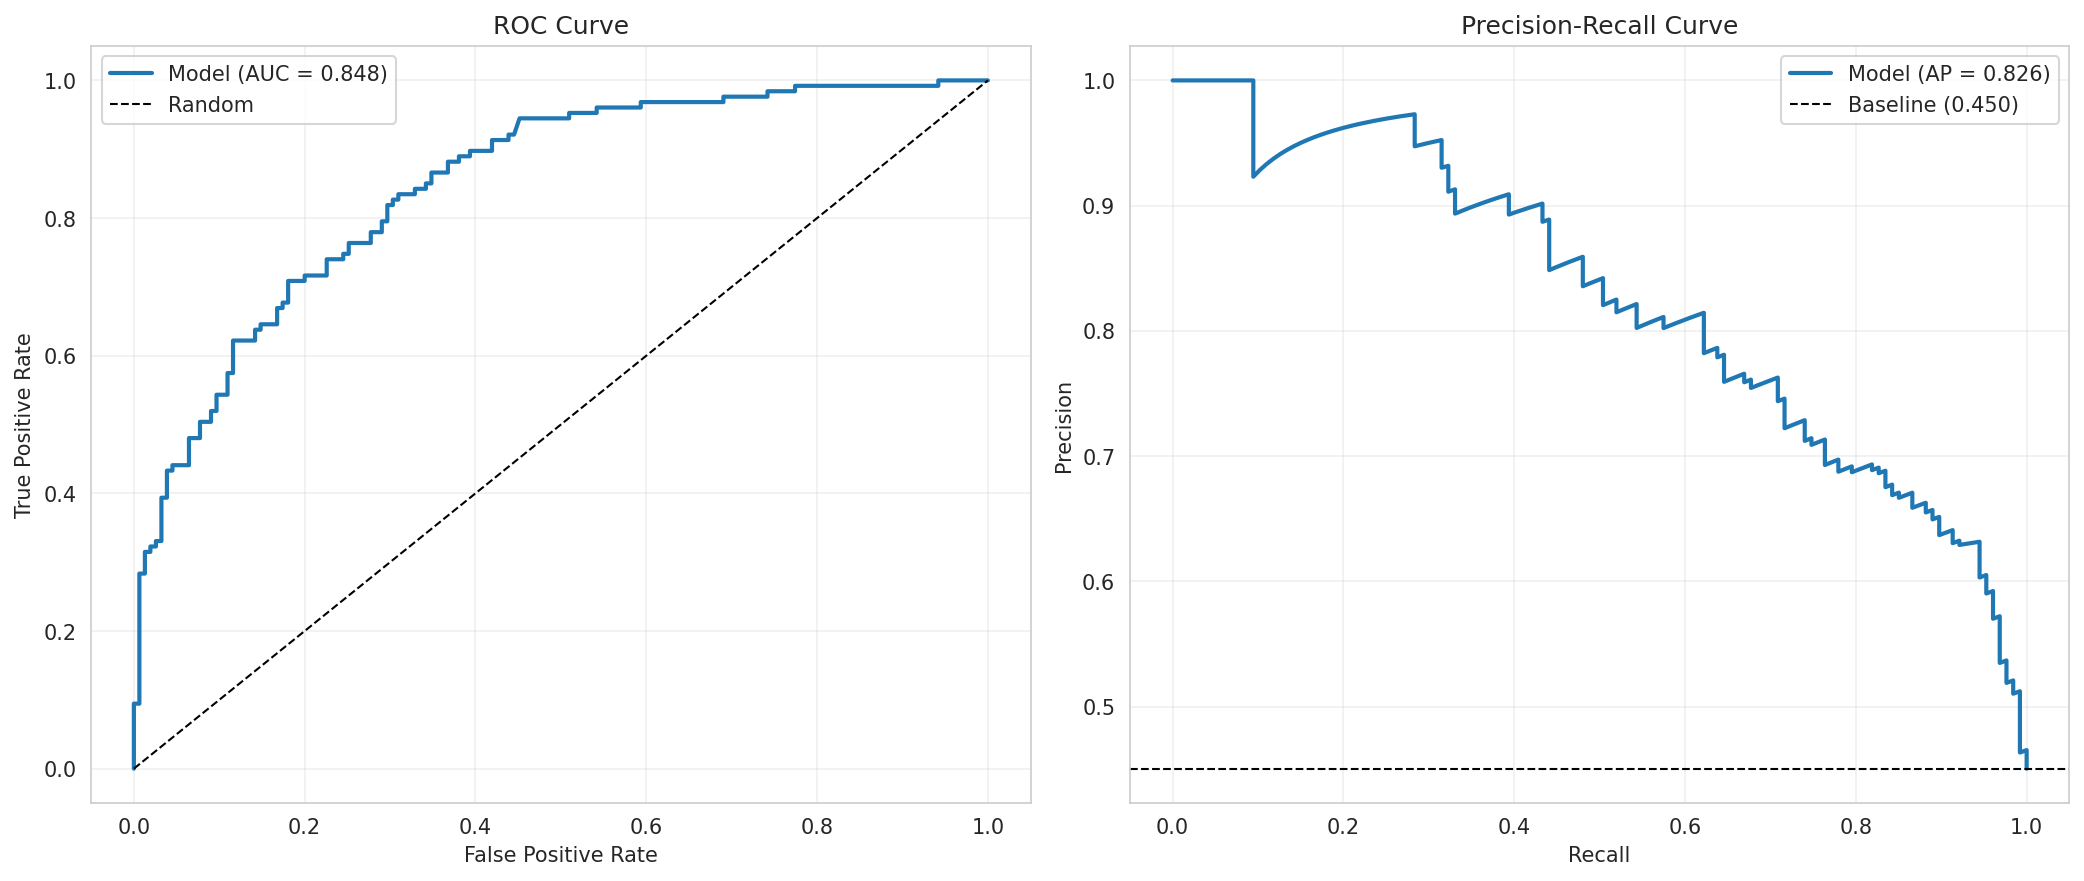 ROC Curve
Model (AUC = 0.848)
Random
True Positive Rate
1.0
0.8
0.6
0.4
0.2
0.0
0.0 0.2 0.4 0.6 0.8 1.0
False Positive Rate
Precision-Recall Curve
Model (AP = 0.826)
Baseline (0.450)
Precision
1.0
0.9
0.8
0.7
0.6
0.5
0.0 0.2 0.4 0.6 0.8 1.0
Recall